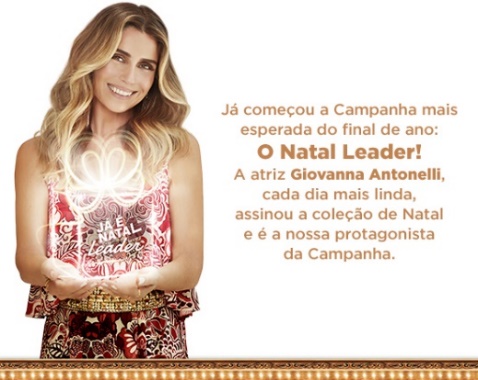 Já começou a Campanha mais
esperada do final de ano:
O Natal Leader!
A atriz Giovanna Antonelli,
cada dia mais linda,
assinou a coleção de Natal
e é a nossa protagonista
da Campanha.
JÁ É
NATAL
Leader